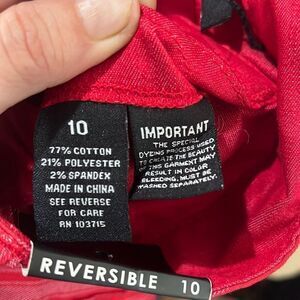 10
77% COTTON
21% POLYESTER
2% SPANDEX
MADE IN CHINA
SEE REVERSE
FOR CARE
RN 103715
IMPORTANT
THE SPECIAL
DYEING PROCESS USED
TO CREATE THE BEAUTY
OF THIS GARMENT MAY
RESULT IN COLOR
BLEEDING. MUST BE
WASHED SEPARATELY.
REVERSIBLE 10